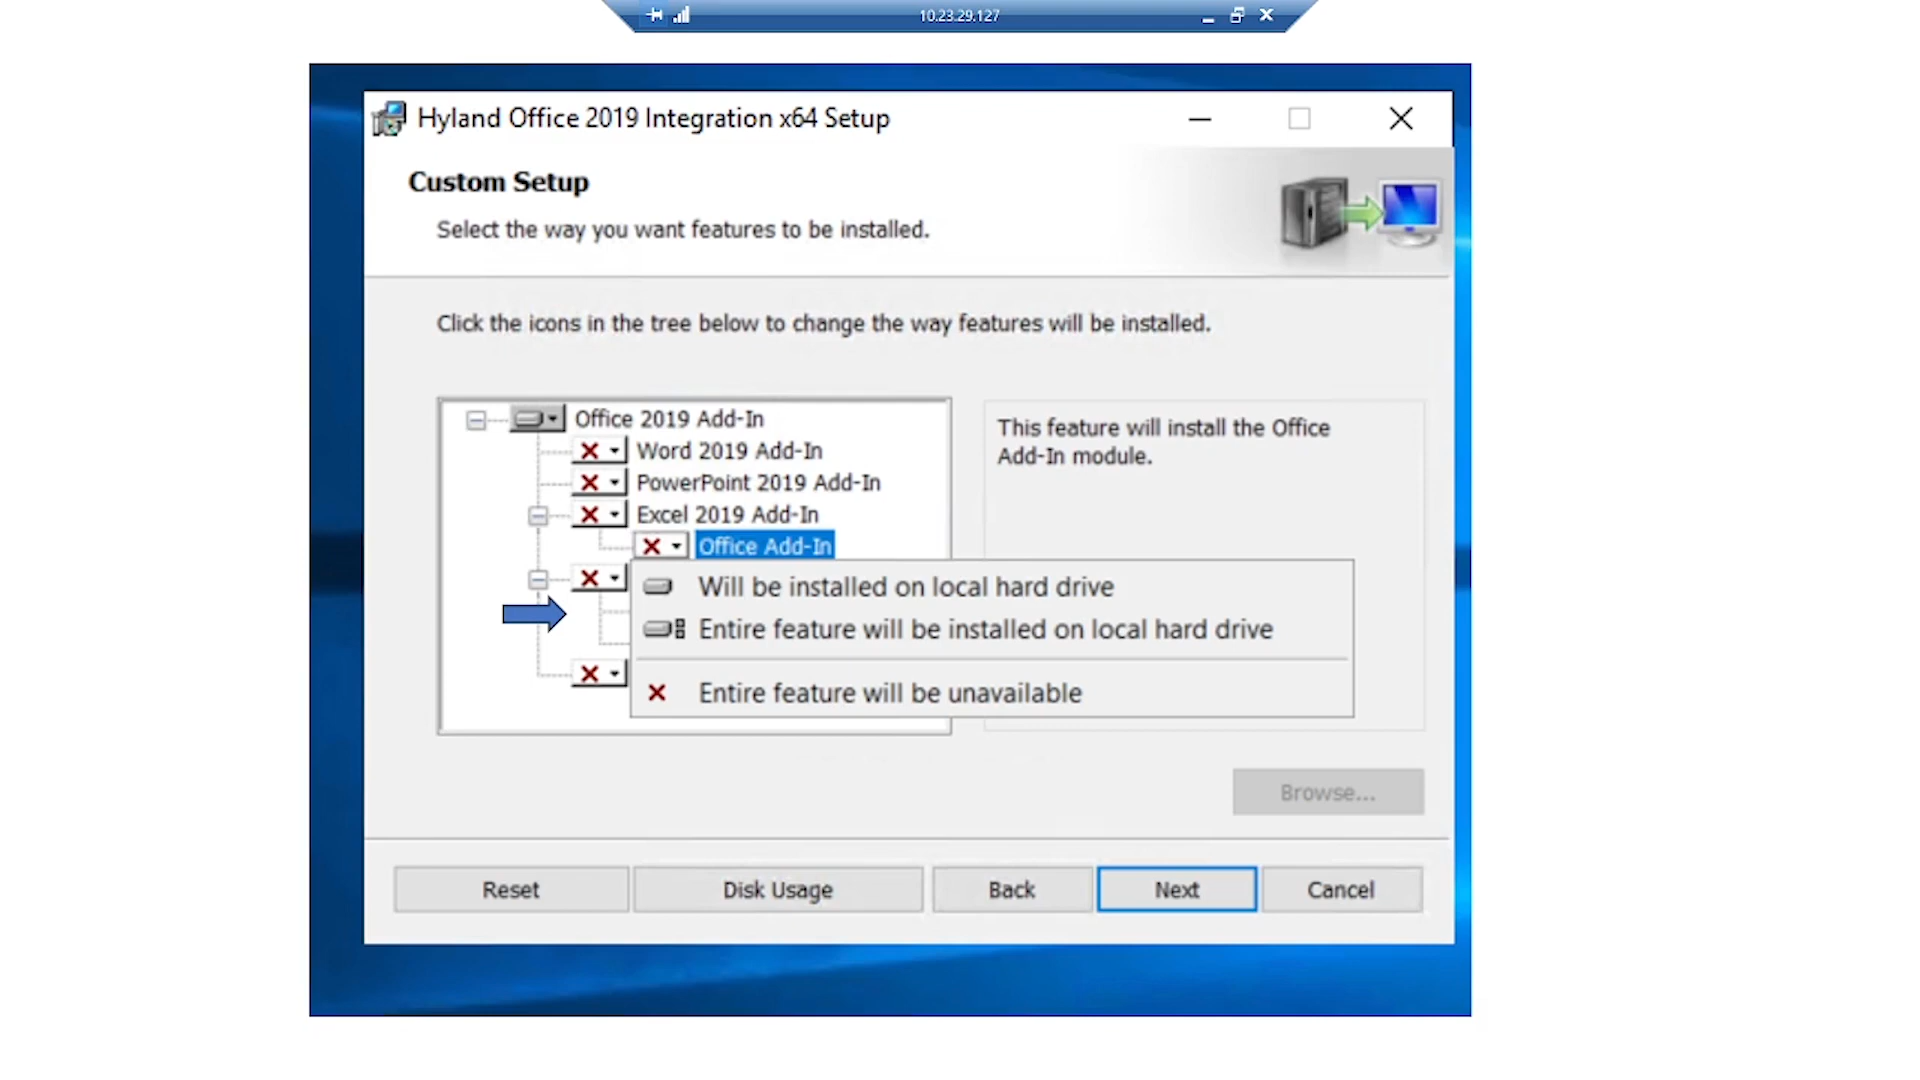 10.23.29.127
Hyland Office 2019 Integration x64 Setup
Custom Setup
Select the way you want features to be installed.
Click the icons in the tree below to change the way features will be installed.
Office 2019 Add-In
Word 2019 Add-In
PowerPoint 2019 Add-In
Excel 2019 Add-In
Office Add-In
Will be installed on local hard drive
Entire feature will be installed on local hard drive
Entire feature will be unavailable
This feature will install the Office
Add-In module.
Browse...
Reset
Disk Usage
Back
Next
Cancel